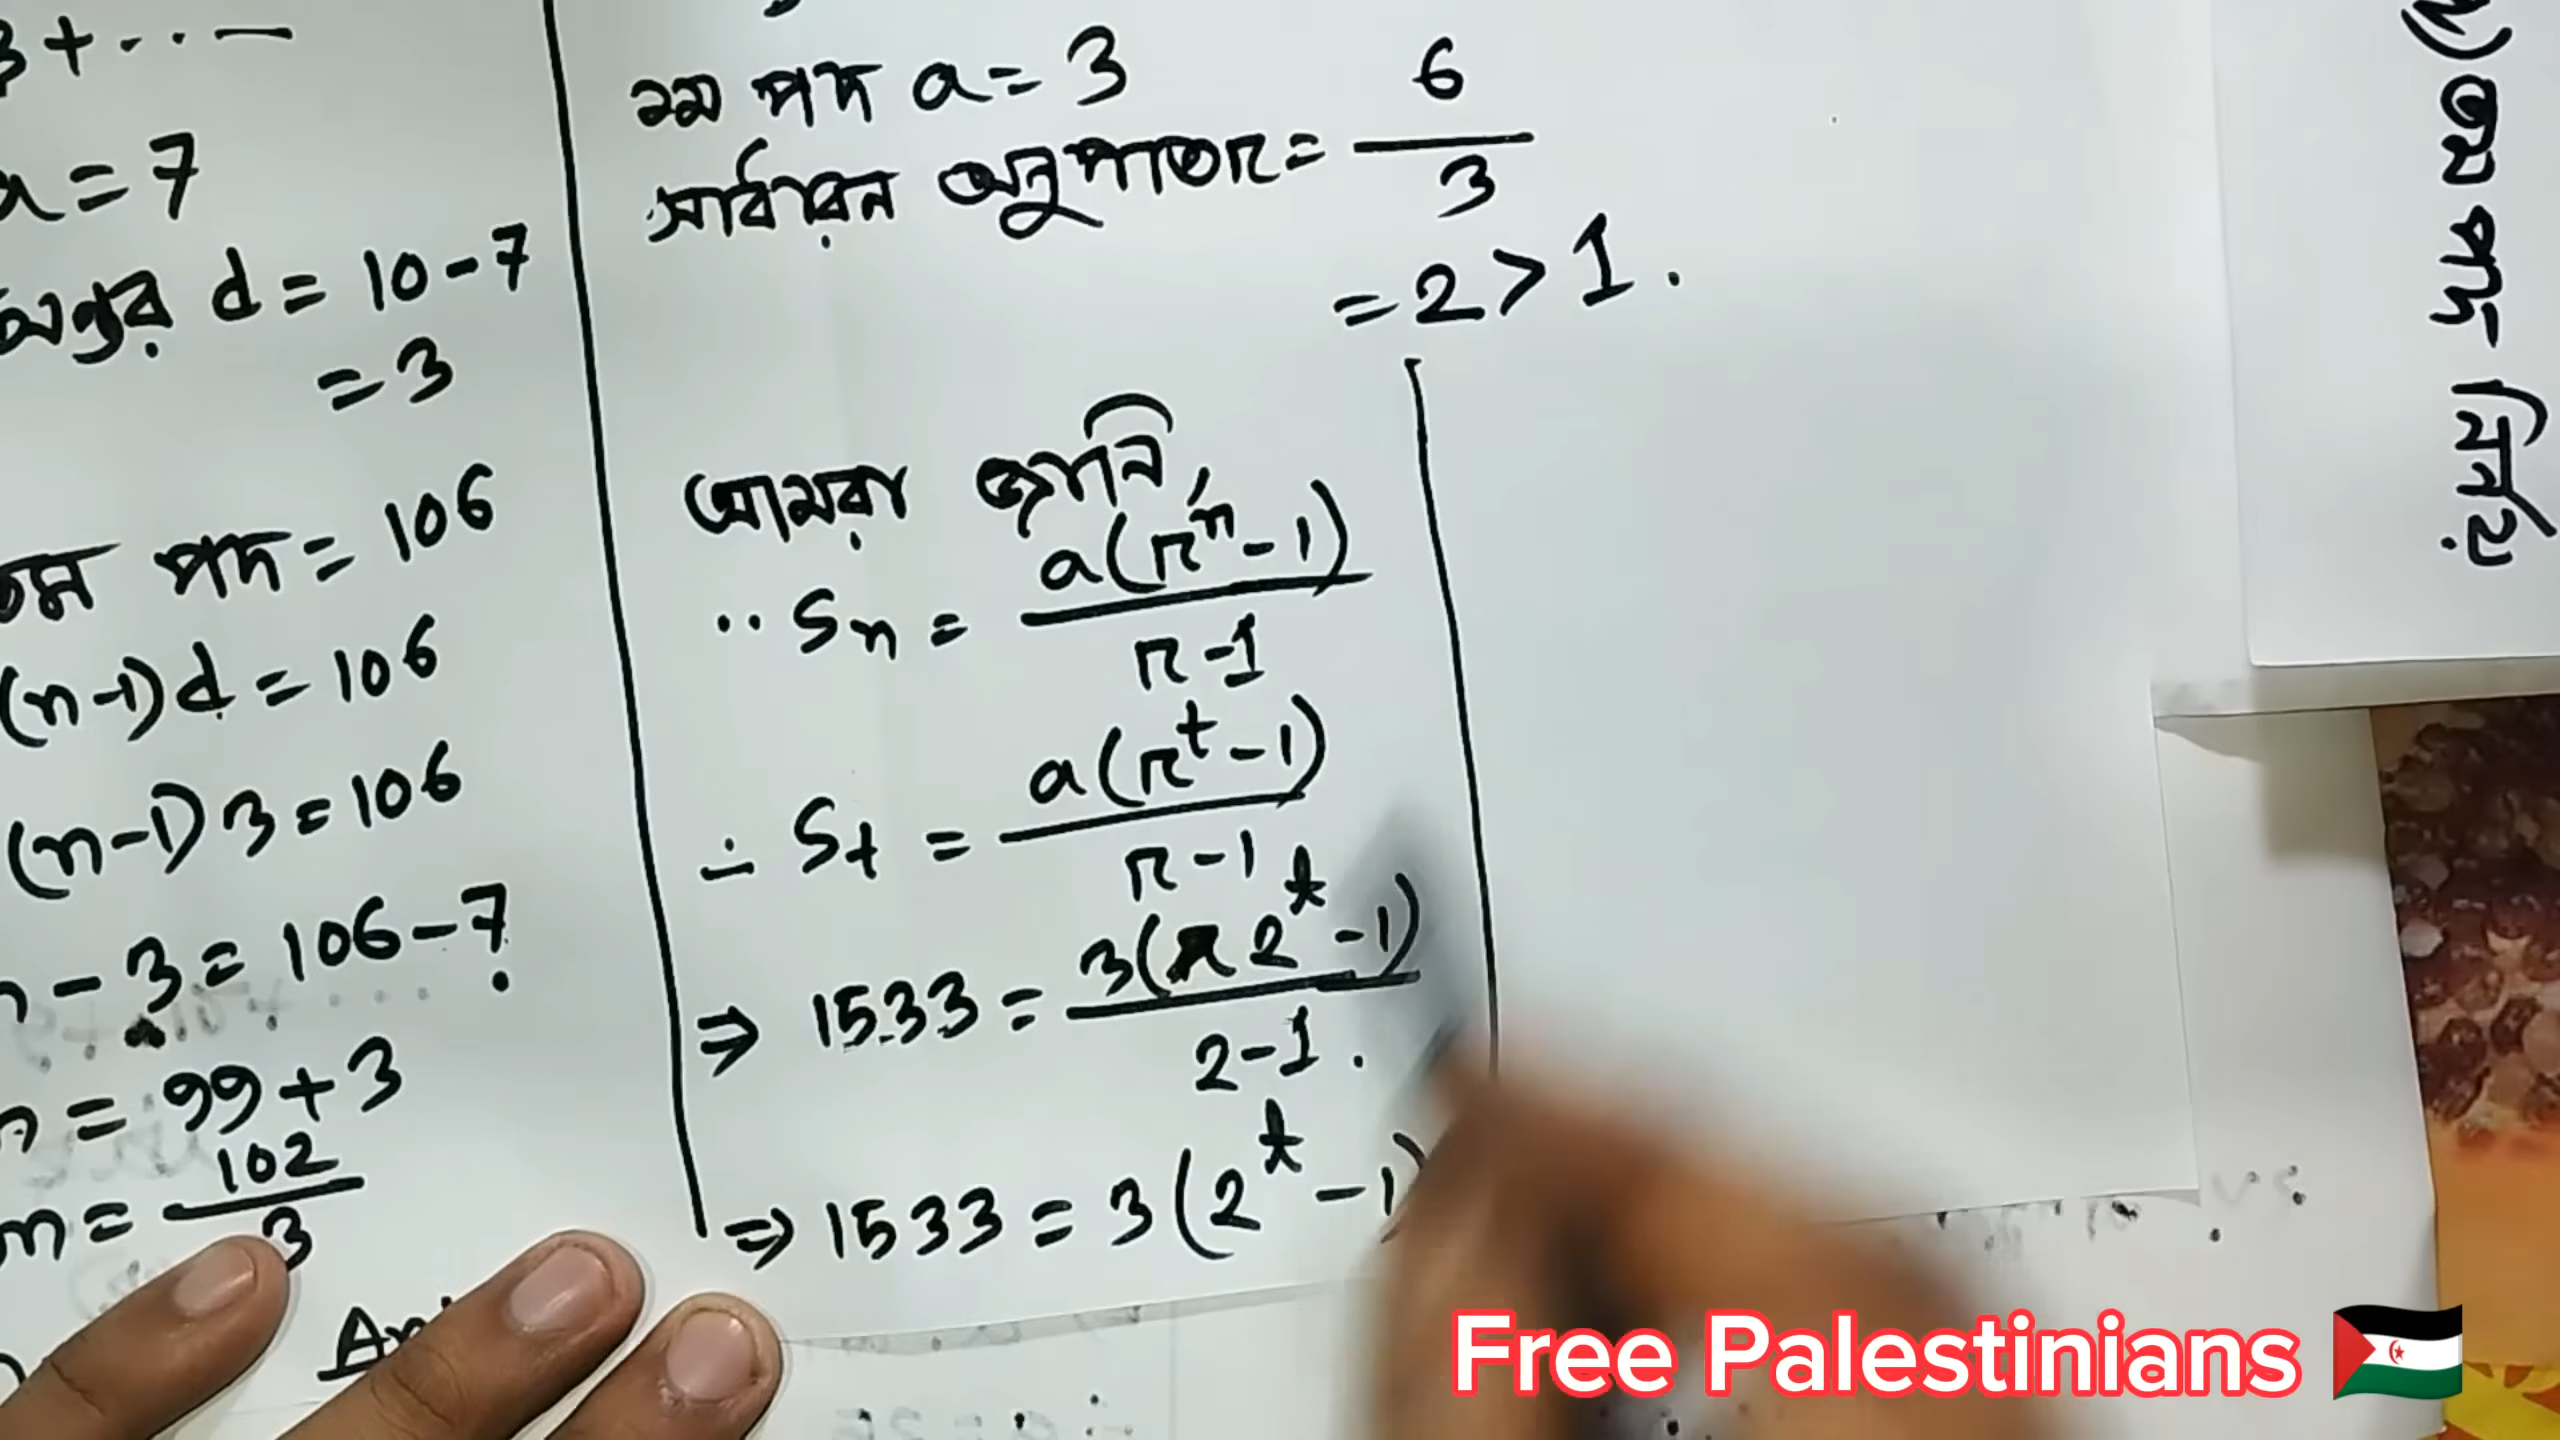 3+...
a=7
d = 10-7
=3
পদ = 106
(n-1)d = 106
(n-1)3=106
- 3 = 106-7
= 99+3
n = 102/3
১ম পদ a = 3
সাধারন অনুপাত r = 6/3
= 2 > 1.
আমরা জানি,
∵ Sn = a(rⁿ-1)/r-1
∴ St = a(r^t-1)/r-1
⇒ 1533 = 3(2^t-1)/2-1.
⇒ 1533 = 3(2^t-1)
Free Palestinians 🇪🇭